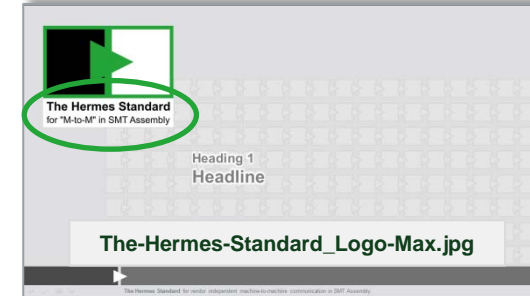 The Hermes Standard
for "M-to-M" in SMT Assembly
Heading 1
Headline
The-Hermes-Standard_Logo-Max.jpg
The Hermes Standard for vendor independent machine-to-machine communication in SMT Assembly.